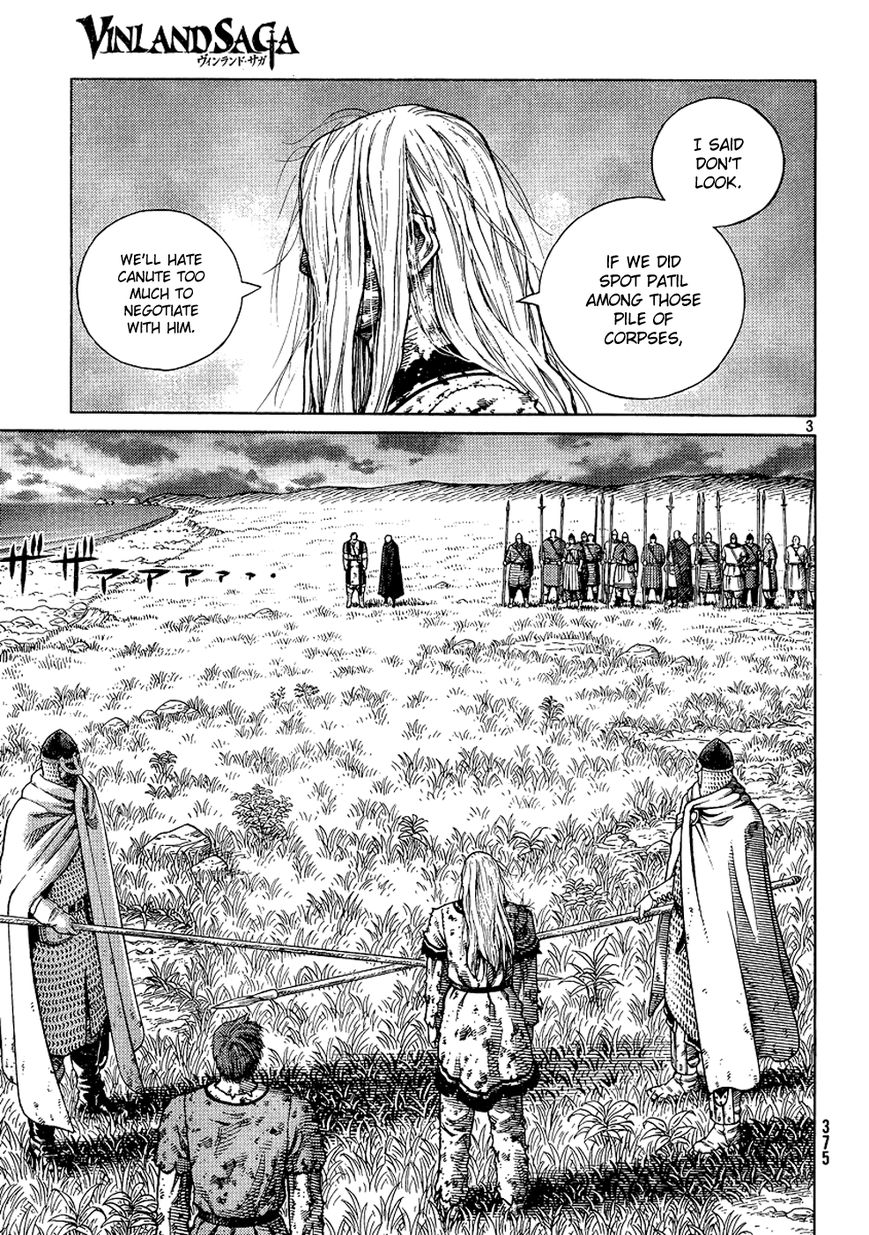 VINLAND SAGA
ヴィンランド・サガ
I SAID
DON'T
LOOK.
IF WE DID
SPOT PATIL
AMONG THOSE
PILE OF
CORPSES,
WE'LL HATE
CANUTE TOO
MUCH TO
NEGOTIATE
WITH HIM.
3
ザザァァァァァ...
375